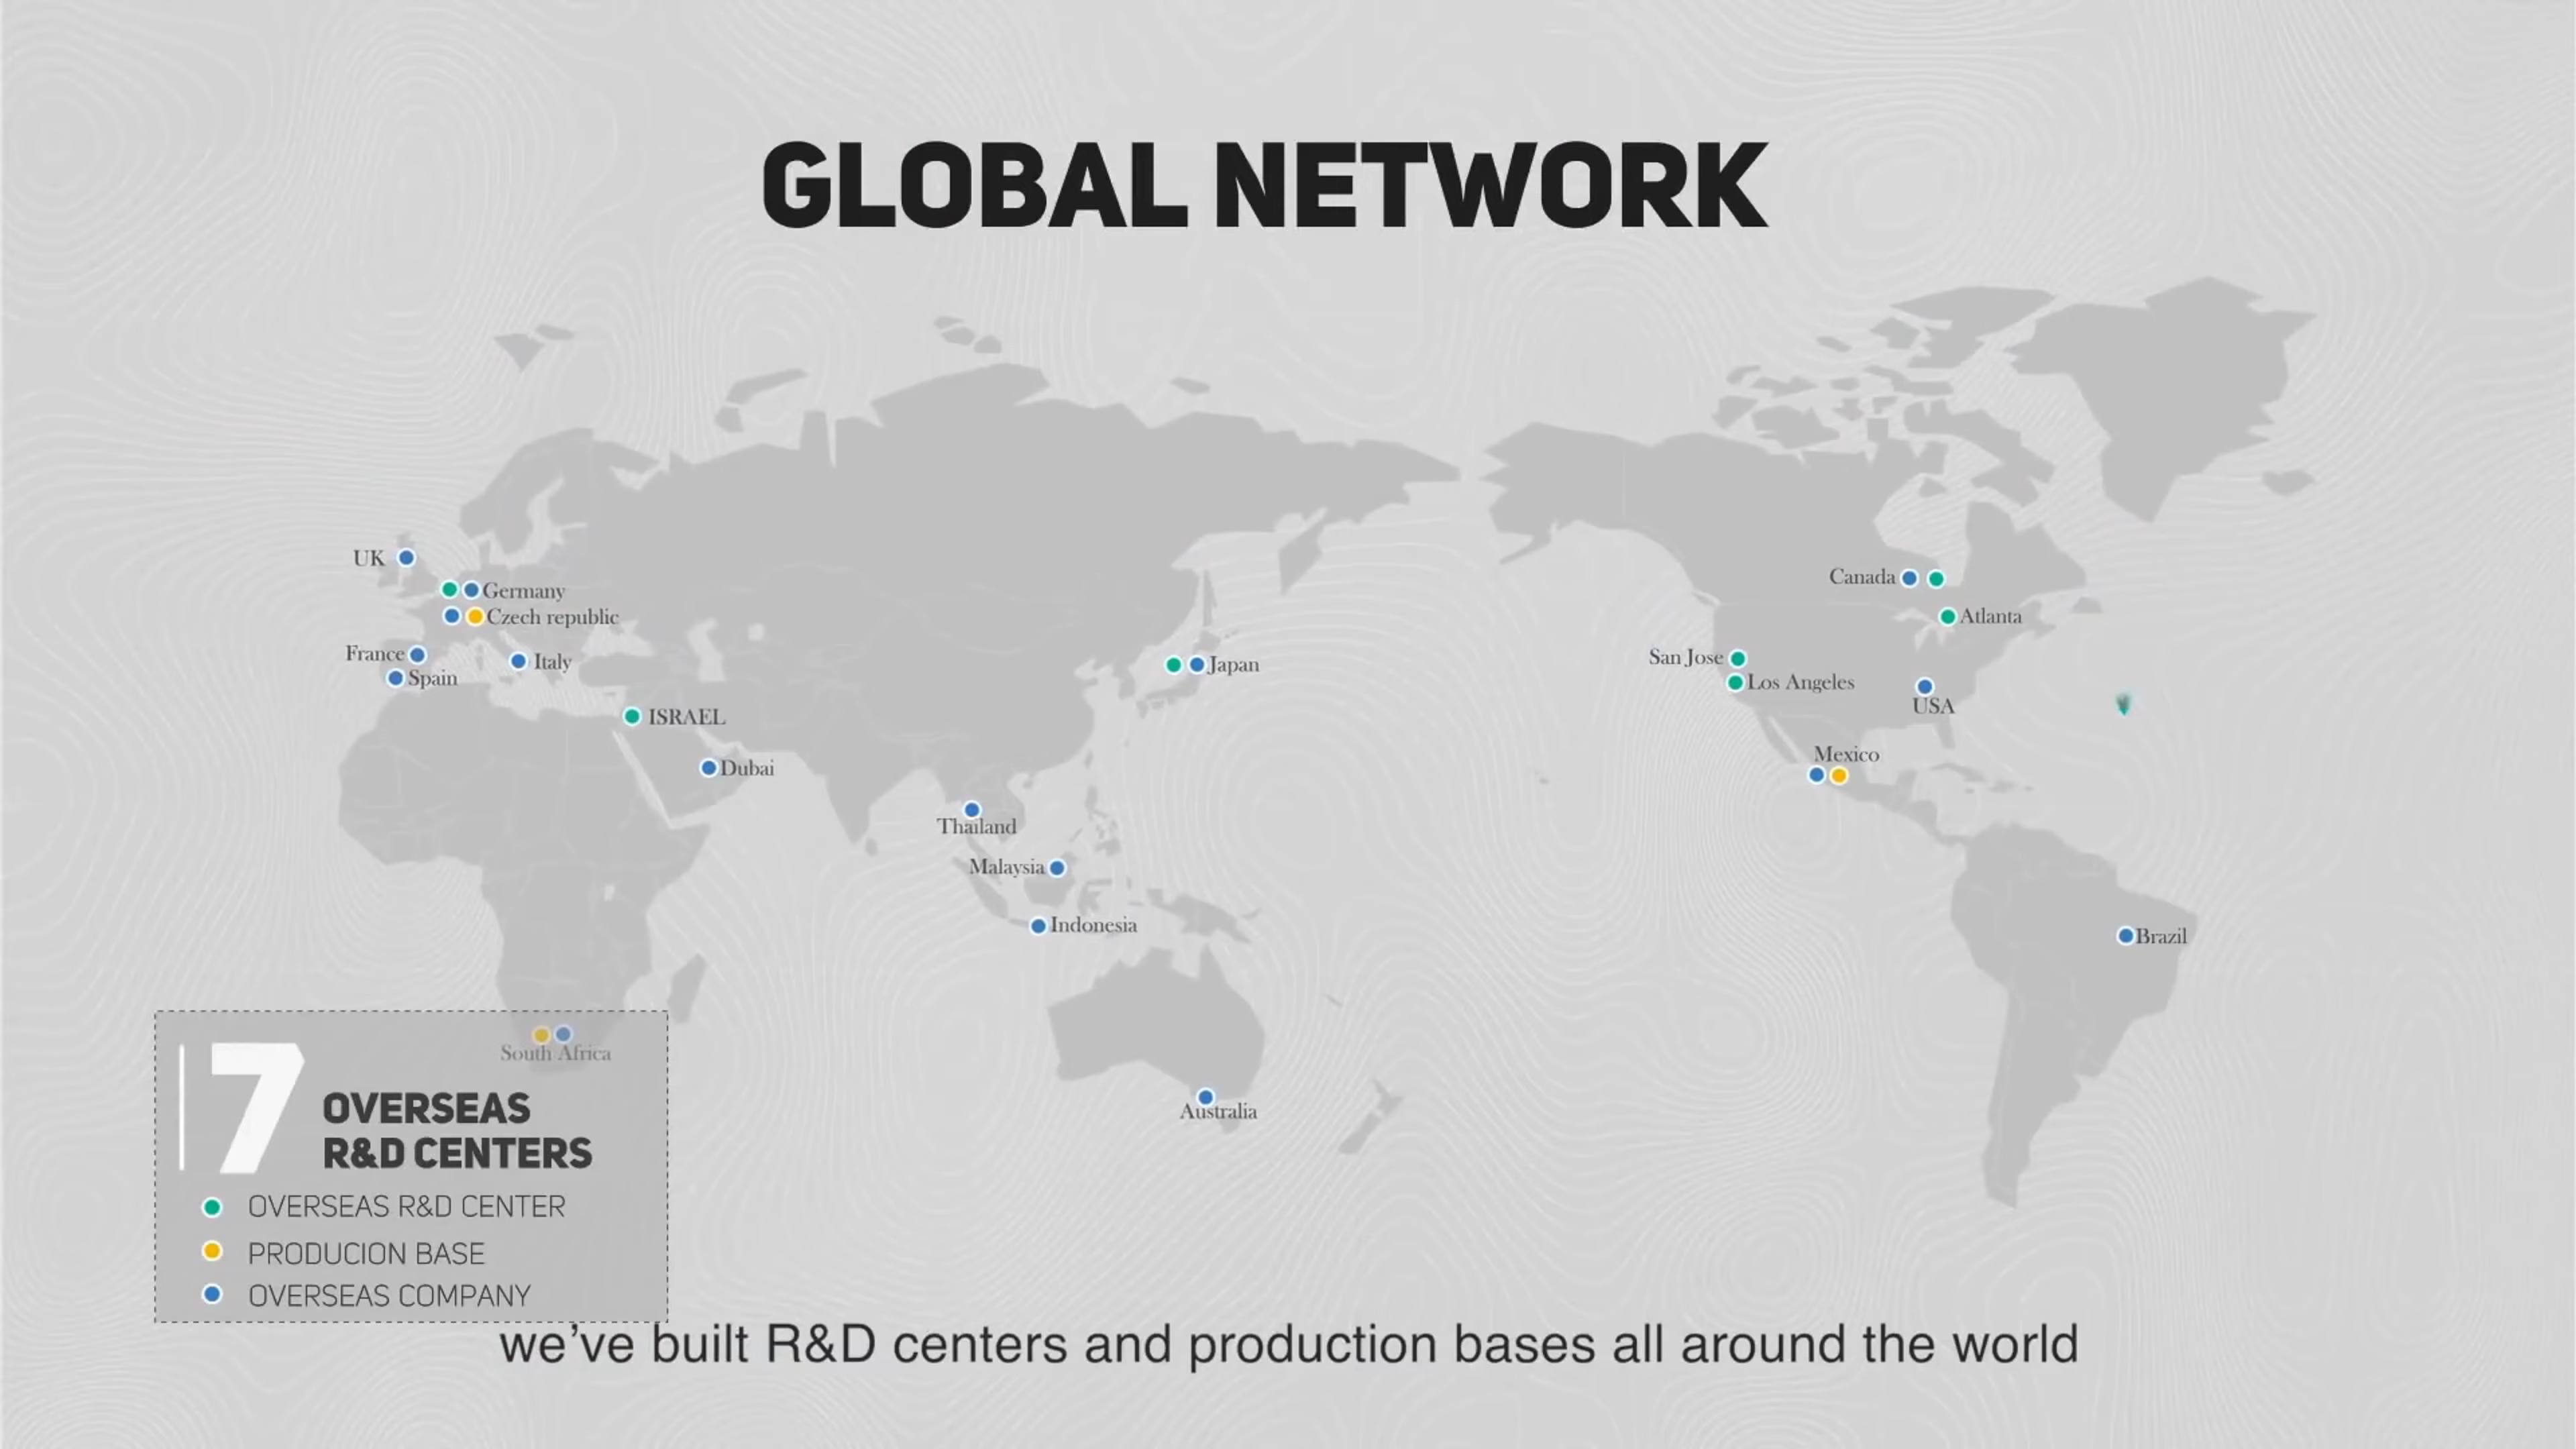 GLOBAL NETWORK
UK
Germany
Czech republic
France
Spain
Italy
ISRAEL
Dubai
Japan
Thailand
Malaysia
Indonesia
Australia
South Africa
Canada
Atlanta
San Jose
Los Angeles
USA
Mexico
Brazil
7
OVERSEAS
R&D CENTERS
OVERSEAS R&D CENTER
PRODUCION BASE
OVERSEAS COMPANY
we’ve built R&D centers and production bases all around the world